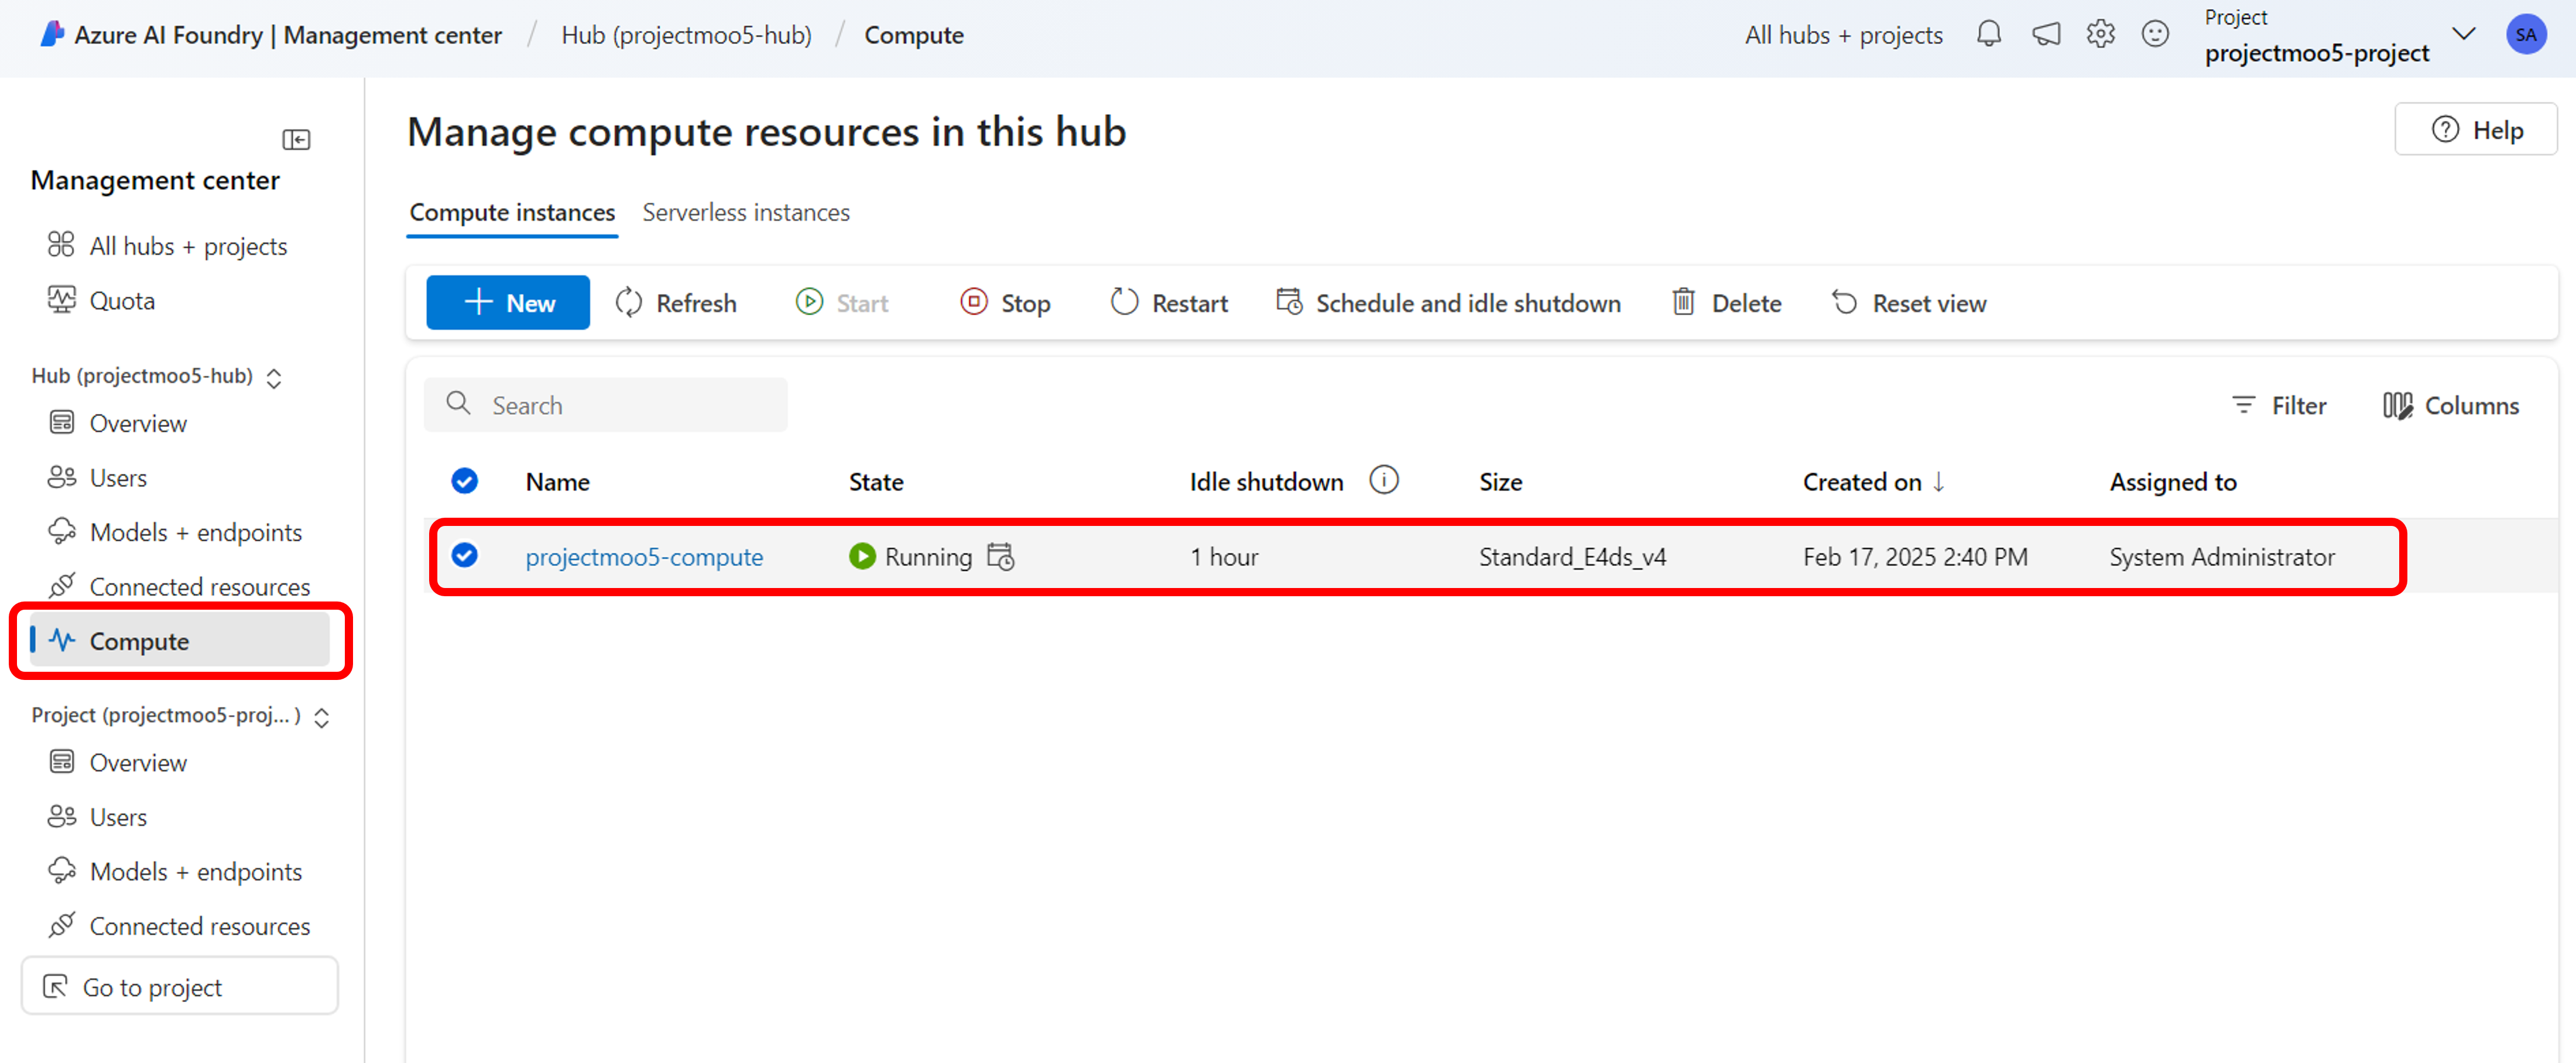 Azure AI Foundry | Management center / Hub (projectmoo5-hub) / Compute
All hubs + projects
Project
projectmoo5-project
SA
Management center
All hubs + projects
Quota
Hub (projectmoo5-hub)
Overview
Users
Models + endpoints
Connected resources
Compute
Project (projectmoo5-proj... )
Overview
Users
Models + endpoints
Connected resources
Go to project
Manage compute resources in this hub
Help
Compute instances Serverless instances
New Refresh Start Stop Restart Schedule and idle shutdown Delete Reset view
Search
Filter Columns
Name State Idle shutdown Size Created on ↓ Assigned to
projectmoo5-compute Running 1 hour Standard_E4ds_v4 Feb 17, 2025 2:40 PM System Administrator